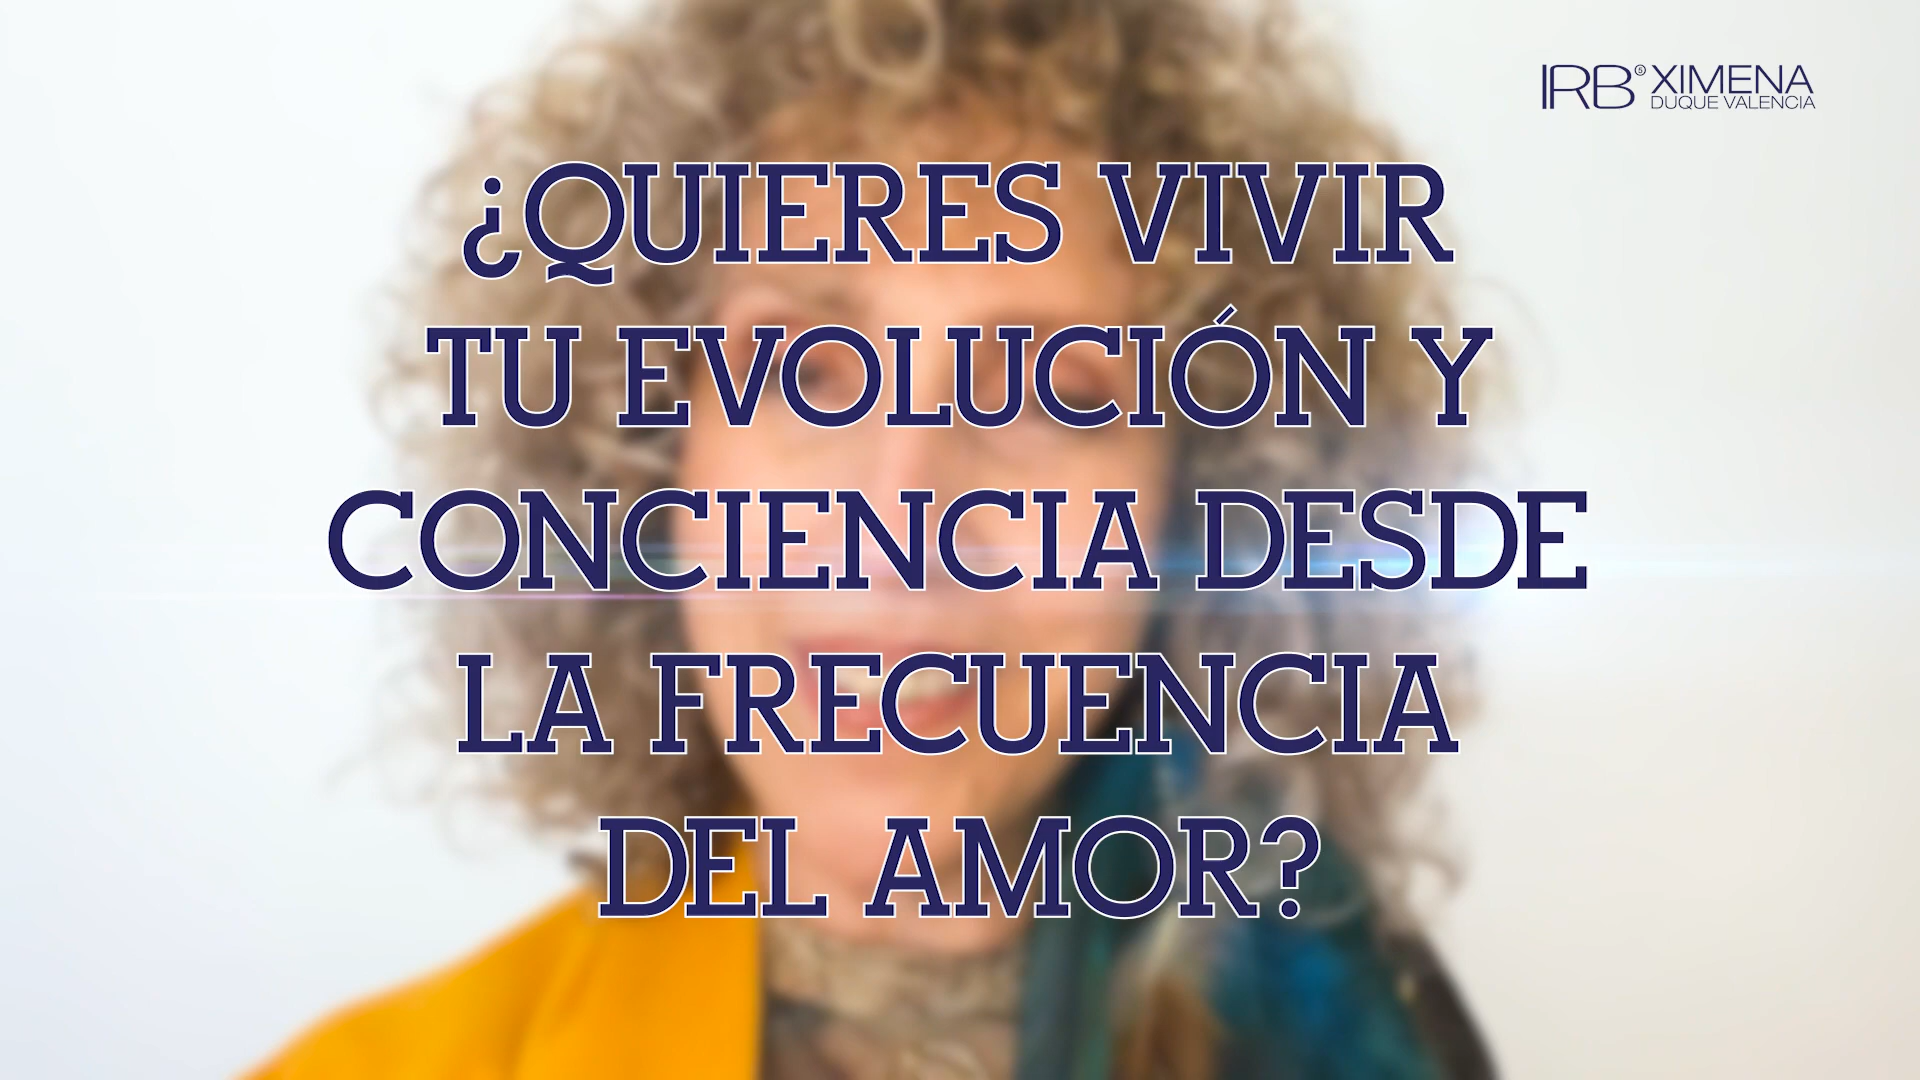 IRB® XIMENA
DUQUE VALENCIA
¿QUIERES VIVIR
TU EVOLUCIÓN Y
CONCIENCIA DESDE
LA FRECUENCIA
DEL AMOR?